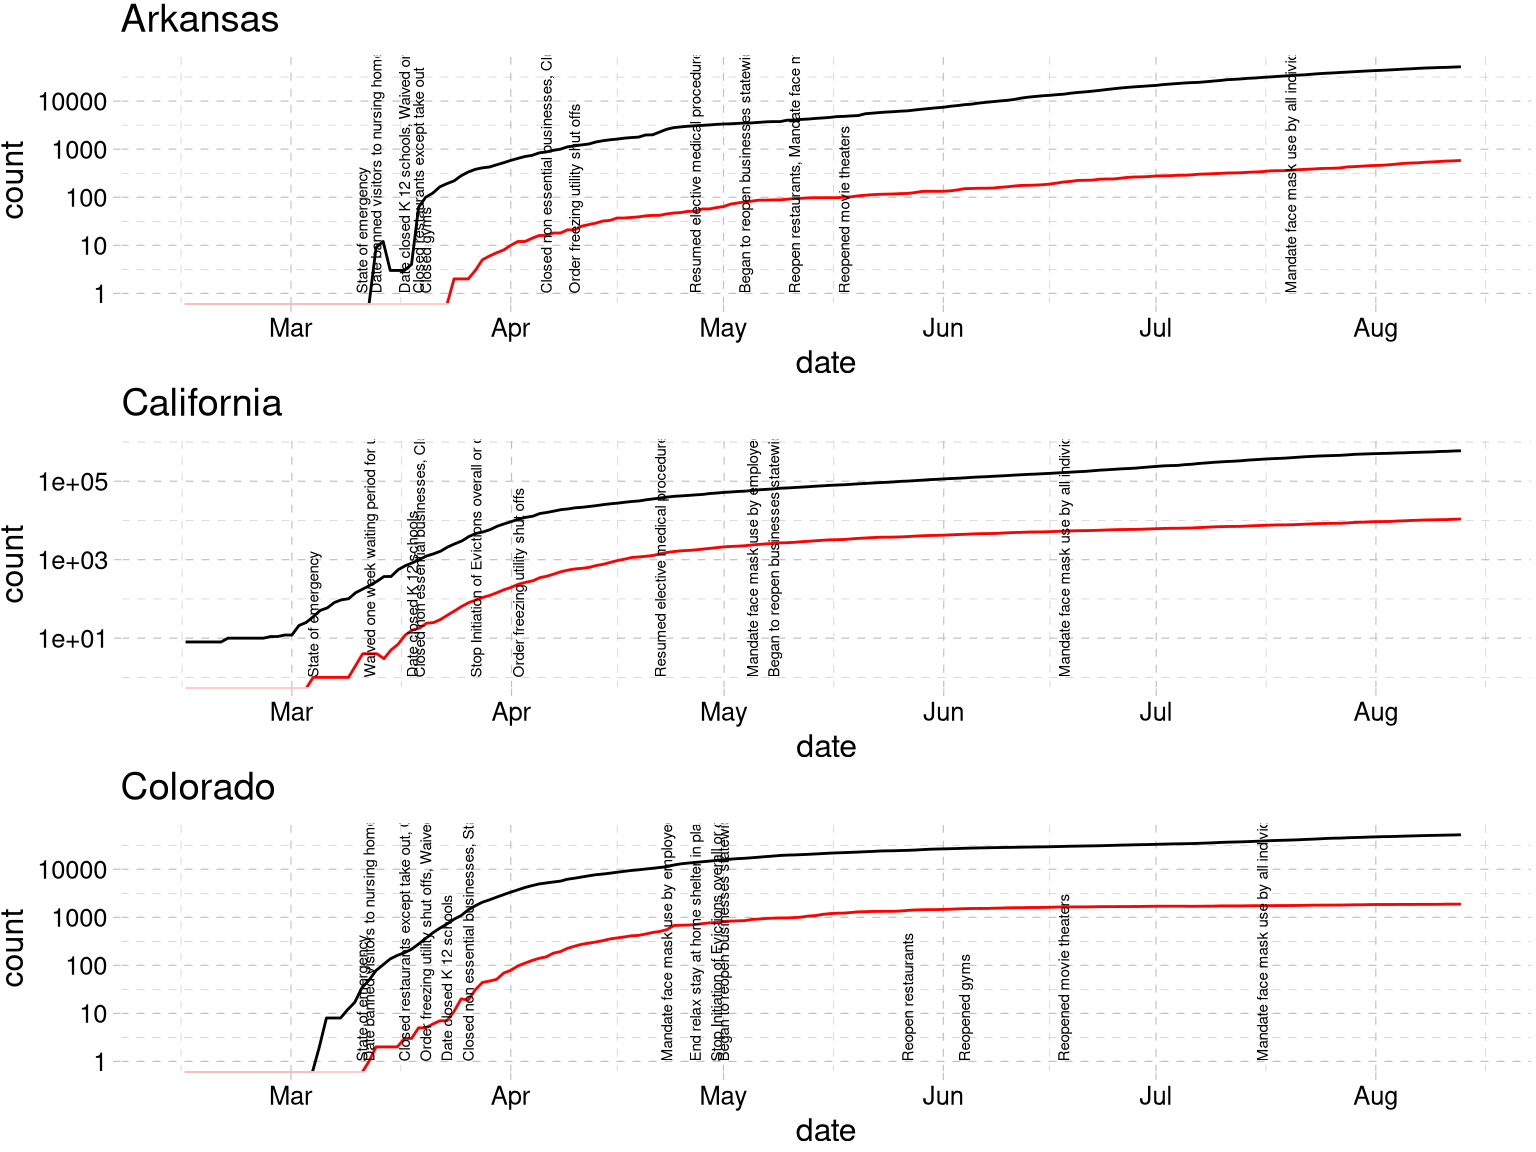 Arkansas
count
10000
1000
100
10
1
State of emergency
Date banned visitors to nursing home
Date closed K 12 schools, Waived or
Closed restaurants except take out
Closed gyms
Closed non essential businesses, Cl
Order freezing utility shut offs
Resumed elective medical procedure
Began to reopen businesses statewi
Reopen restaurants, Mandate face m
Reopened movie theaters
Mandate face mask use by all individ
Mar
Apr
May
Jun
Jul
Aug
date
California
count
1e+05
1e+03
1e+01
State of emergency
Waived one week waiting period for u
Date closed K 12 schools
Closed non essential businesses, Cl
Stop Initiation of Evictions overall or d
Order freezing utility shut offs
Resumed elective medical procedure
Mandate face mask use by employe
Began to reopen businesses statewi
Mandate face mask use by all individ
Mar
Apr
May
Jun
Jul
Aug
date
Colorado
count
10000
1000
100
10
1
State of emergency
Date banned visitors to nursing home
Closed restaurants except take out, C
Order freezing utility shut offs, Waive
Date closed K 12 schools
Closed non essential businesses, St
Mandate face mask use by employe
End relax stay at home shelter in pla
Stop Initiation of Evictions overall or d
Began to reopen businesses statewi
Reopen restaurants
Reopened gyms
Reopened movie theaters
Mandate face mask use by all individ
Mar
Apr
May
Jun
Jul
Aug
date